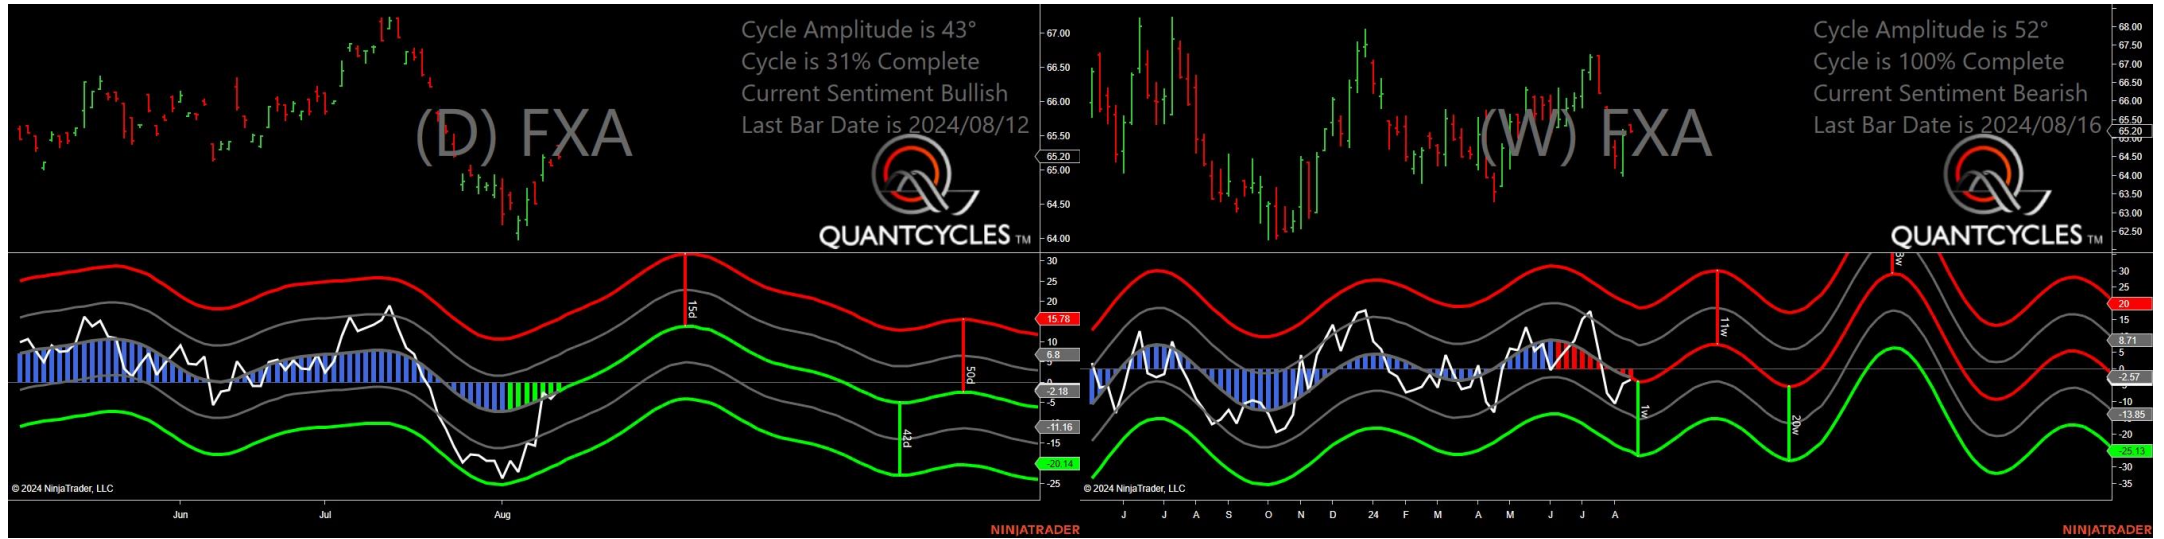 Cycle Amplitude is 43°
Cycle is 31% Complete
Current Sentiment Bullish
Last Bar Date is 2024/08/12
(D) FXA
QUANTCYCLES TM
67.00
66.50
66.00
65.50
65.20
65.00
64.50
64.00
30
25
20
15.78
10
6.8
5
0
-2.18
-5
-11.16
-15
-20.14
-25
15d
42d
50d
© 2024 NinjaTrader, LLC
Jun Jul Aug
NINJATRADER
Cycle Amplitude is 52°
Cycle is 100% Complete
Current Sentiment Bearish
Last Bar Date is 2024/08/16
(W) FXA
QUANTCYCLES TM
68.00
67.50
67.00
66.50
66.00
65.50
65.20
65.00
64.50
64.00
63.50
63.00
62.50
30
25
20
15
8.71
5
0
-2.57
-10
-13.85
-20
-25.13
-30
-35
1w
11w
20w
© 2024 NinjaTrader, LLC
J J A S O N D 24 F M A M J J A
NINJATRADER